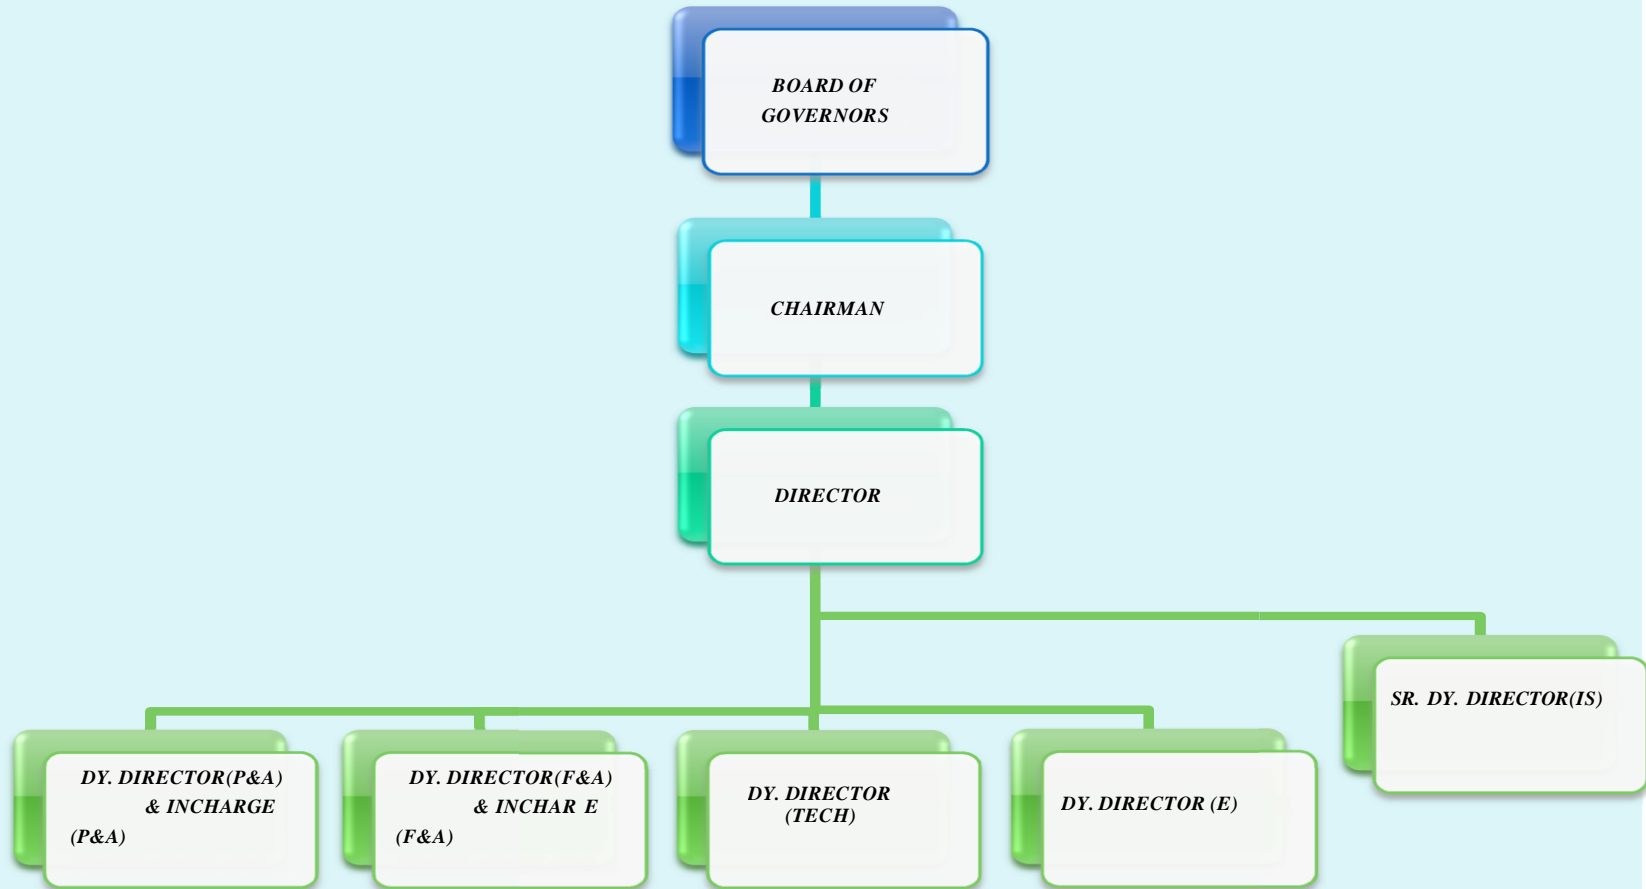 BOARD OF
GOVERNORS
CHAIRMAN
DIRECTOR
SR. DY. DIRECTOR(IS)
DY. DIRECTOR(P&A)
& INCHARGE
(P&A)
DY. DIRECTOR(F&A)
& INCHAR E
(F&A)
DY. DIRECTOR
(TECH)
DY. DIRECTOR (E)